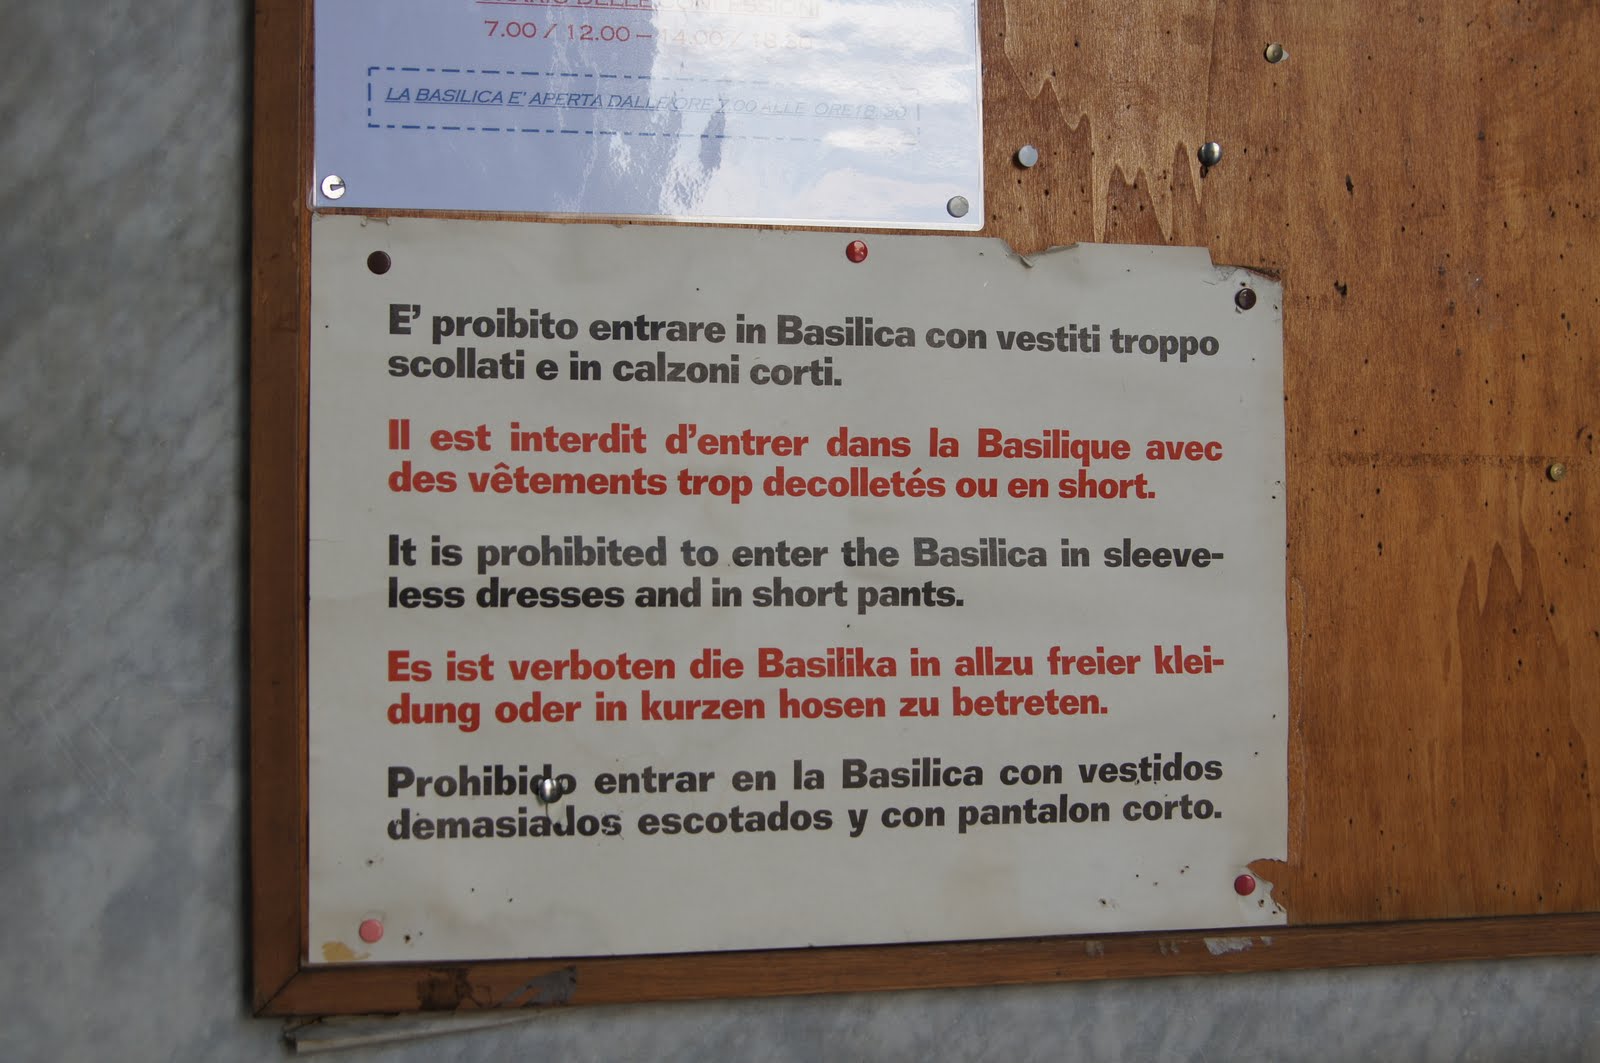 ORARIO DELLE CONFESSIONI
7.00 / 12.00 – 14.00 / 18.30
LA BASILICA E' APERTA DALLE ORE 7.00 ALLE ORE 18.30
E' proibito entrare in Basilica con vestiti troppo
scollati e in calzoni corti.
Il est interdit d'entrer dans la Basilique avec
des vêtements trop decolletés ou en short.
It is prohibited to enter the Basilica in sleeve-
less dresses and in short pants.
Es ist verboten die Basilika in allzu freier klei-
dung oder in kurzen hosen zu betreten.
Prohibido entrar en la Basilica con vestidos
demasiados escotados y con pantalon corto.